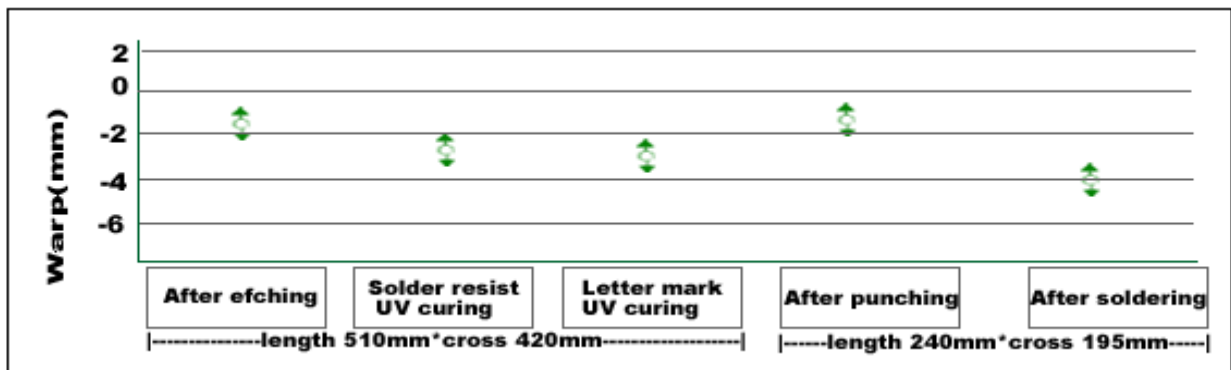 Warp(mm)
2
0
-2
-4
-6
After efching
Solder resist
UV curing
Letter mark
UV curing
After punching
After soldering
|---------------length 510mm*cross 420mm-------------------|
|------length 240mm*cross 195mm-----|